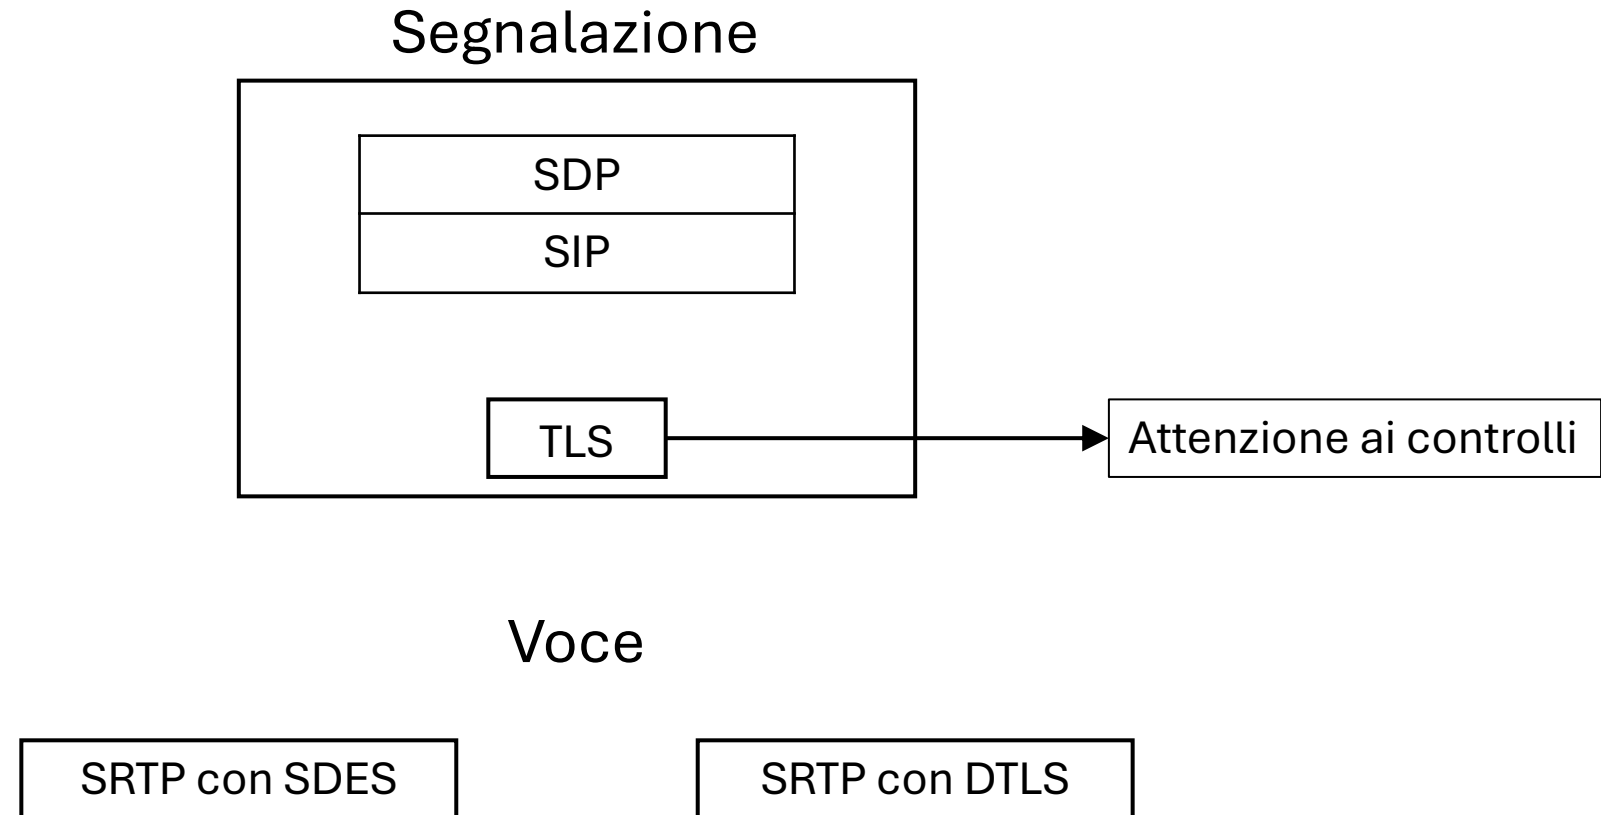 Segnalazione
SDP
SIP
TLS
Attenzione ai controlli
Voce
SRTP con SDES
SRTP con DTLS